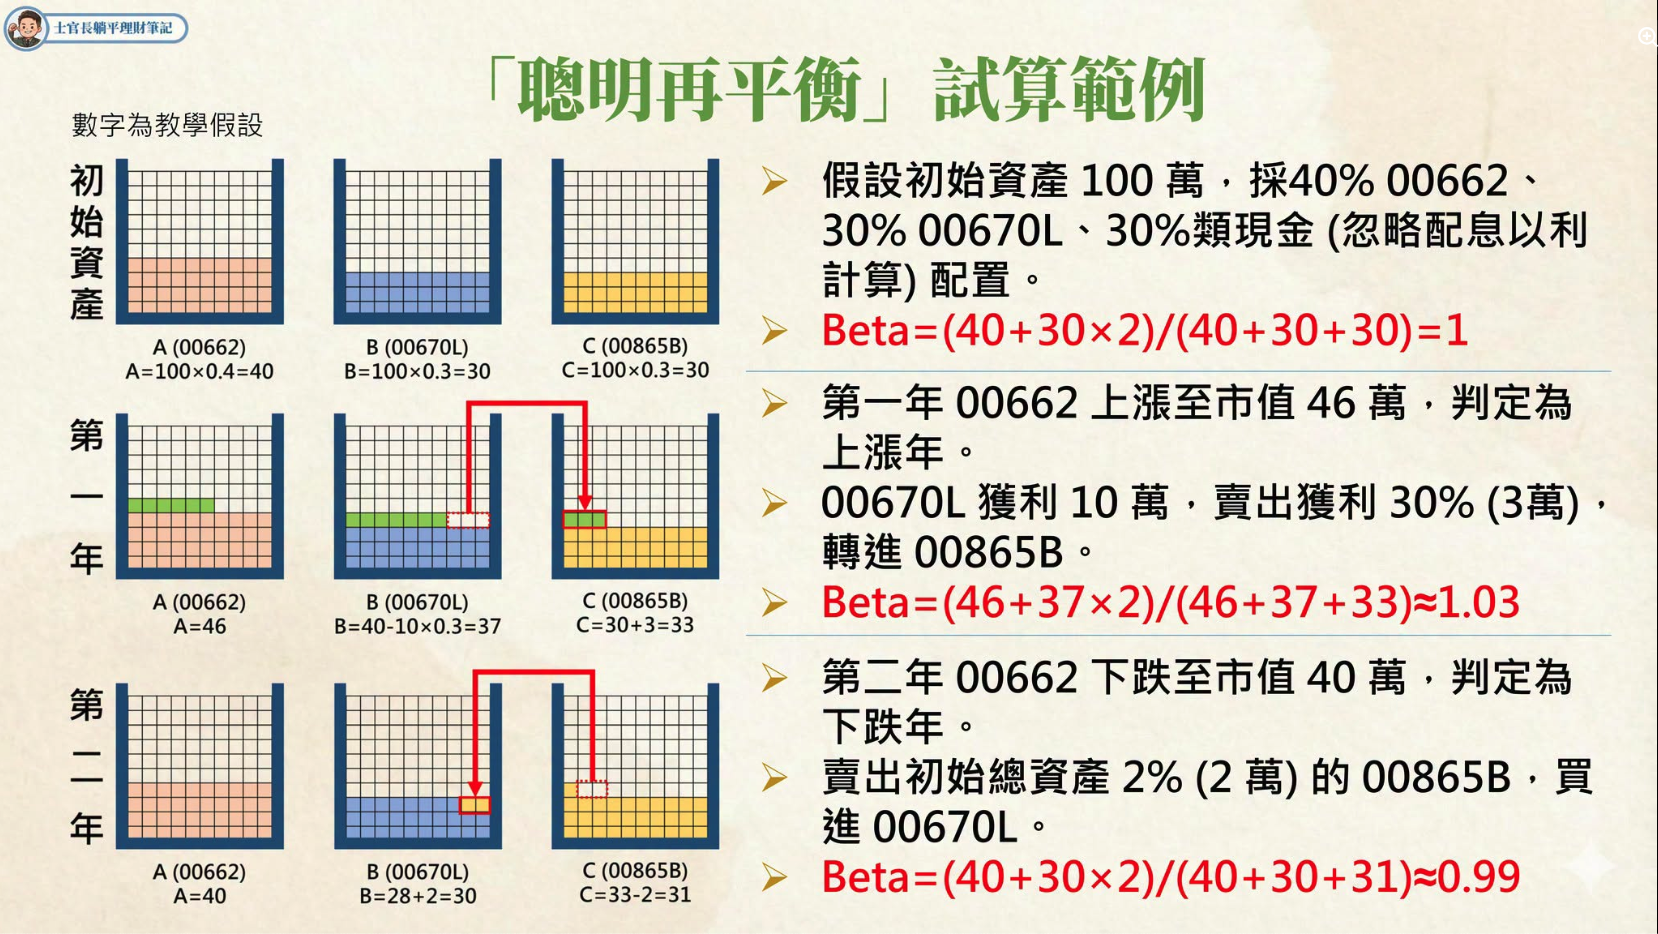 士官長躺平理財筆記
「聰明再平衡」試算範例
數字為教學假設
初始資產
A (00662)
A=100×0.4=40
B (00670L)
B=100×0.3=30
C (00865B)
C=100×0.3=30
假設初始資產 100 萬，採40% 00662、
30% 00670L、30%類現金 (忽略配息以利
計算) 配置。
Beta=(40+30×2)/(40+30+30)=1
第一年
A (00662)
A=46
B (00670L)
B=40-10×0.3=37
C (00865B)
C=30+3=33
第一年 00662 上漲至市值 46 萬，判定為
上漲年。
00670L 獲利 10 萬，賣出獲利 30% (3萬)，
轉進 00865B。
Beta=(46+37×2)/(46+37+33)≈1.03
第二年
A (00662)
A=40
B (00670L)
B=28+2=30
C (00865B)
C=33-2=31
第二年 00662 下跌至市值 40 萬，判定為
下跌年。
賣出初始總資產 2% (2 萬) 的 00865B，買
進 00670L。
Beta=(40+30×2)/(40+30+31)≈0.99